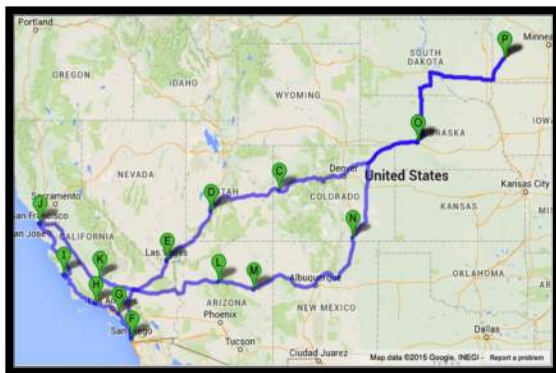 Portland
OREGON
IDAHO
WYOMING
SOUTH
DAKOTA
Minnea
P
O
BRASKA
IOWA
NEVADA
UTAH
Denver
COLORADO
United States
Kansas City
KANSAS
Sacramento
San Francisco
San Jose
CALIFORNIA
Las Vegas
J
I
K
H
G
F
E
D
C
L
M
N
Los Angeles
San Diego
ARIZONA
Phoenix
Tucson
Albuquerque
NEW MEXICO
OKLAHOMA
Dallas
Ciudad Juarez
Map data ©2015 Google, INEGI - Report a problem